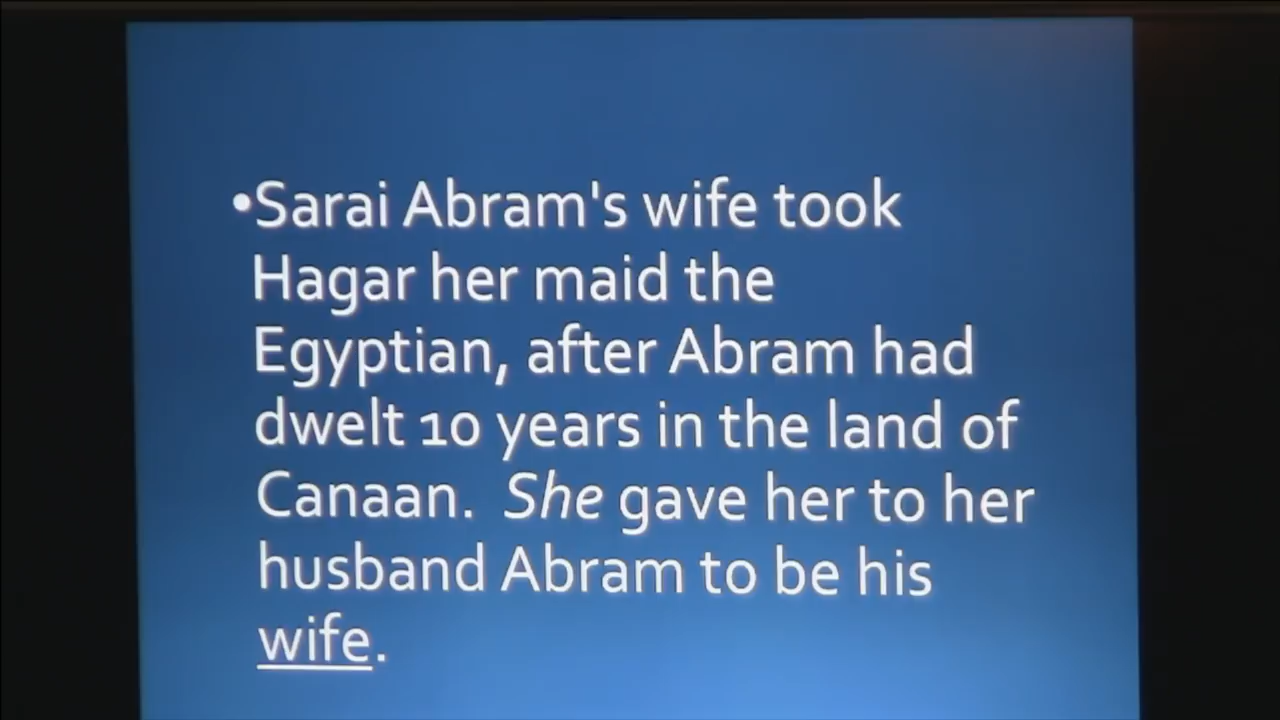 •Sarai Abram's wife took
Hagar her maid the
Egyptian, after Abram had
dwelt 10 years in the land of
Canaan.  She gave her to her
husband Abram to be his
wife.